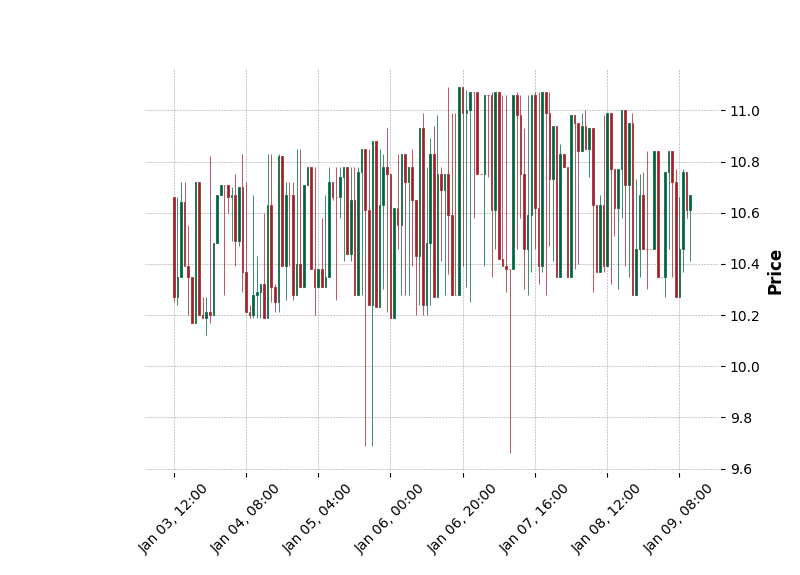 11.0
10.8
10.6
10.4
10.2
10.0
9.8
9.6
Price
Jan 03, 12:00
Jan 04, 08:00
Jan 05, 04:00
Jan 06, 00:00
Jan 06, 20:00
Jan 07, 16:00
Jan 08, 12:00
Jan 09, 08:00